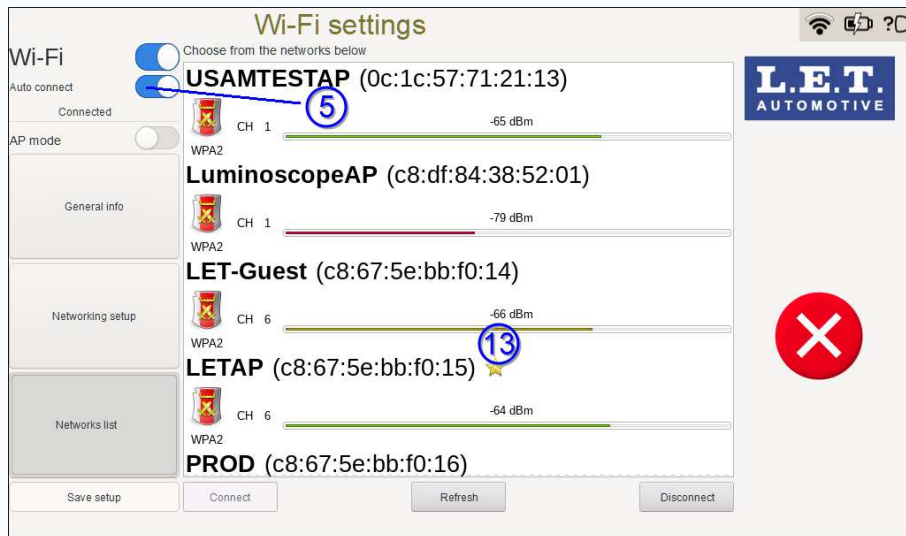 Wi-Fi settings
?
Wi-Fi
Choose from the networks below
Auto connect
Connected
AP mode
General info
Networking setup
Networks list
Save setup
USAMTESTAP (0c:1c:57:71:21:13)
5
CH 1
-65 dBm
WPA2
LuminoscopeAP (c8:df:84:38:52:01)
CH 1
-79 dBm
WPA2
LET-Guest (c8:67:5e:bb:f0:14)
CH 6
-66 dBm
WPA2
13
LETAP (c8:67:5e:bb:f0:15)
CH 6
-64 dBm
WPA2
PROD (c8:67:5e:bb:f0:16)
Connect
Refresh
Disconnect
L.E.T.
AUTOMOTIVE